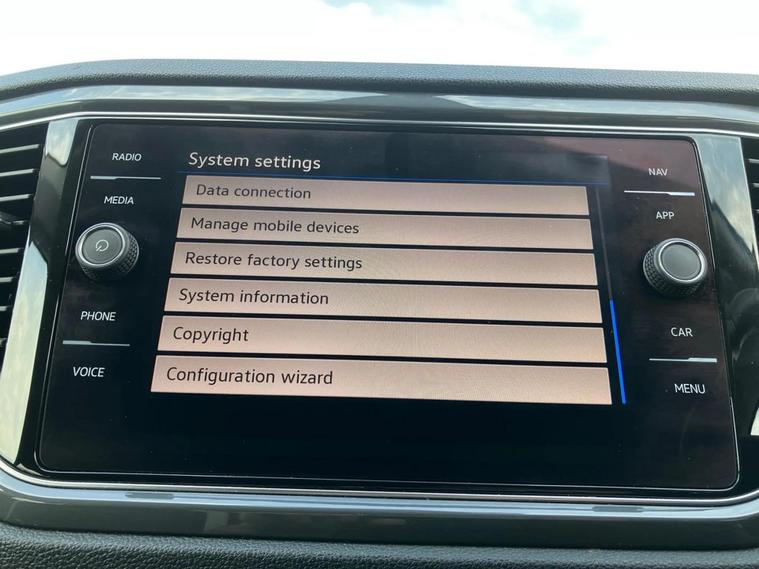 RADIO
MEDIA
PHONE
VOICE
System settings
Data connection
Manage mobile devices
Restore factory settings
System information
Copyright
Configuration wizard
NAV
APP
CAR
MENU